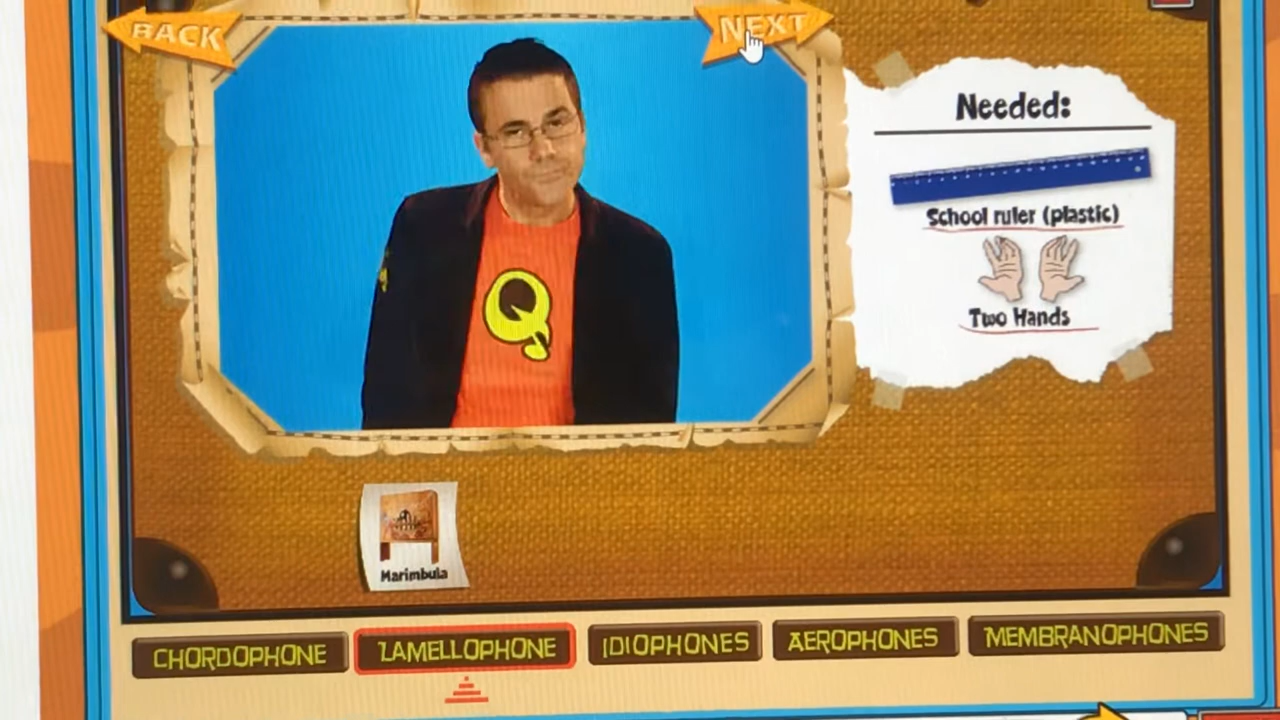 BACK
NEXT
Needed:
School ruler (plastic)
Two Hands
Q
Marimbula
CHORDOPHONE
LAMELLOPHONE
IDIOPHONES
AEROPHONES
MEMBRANOPHONES